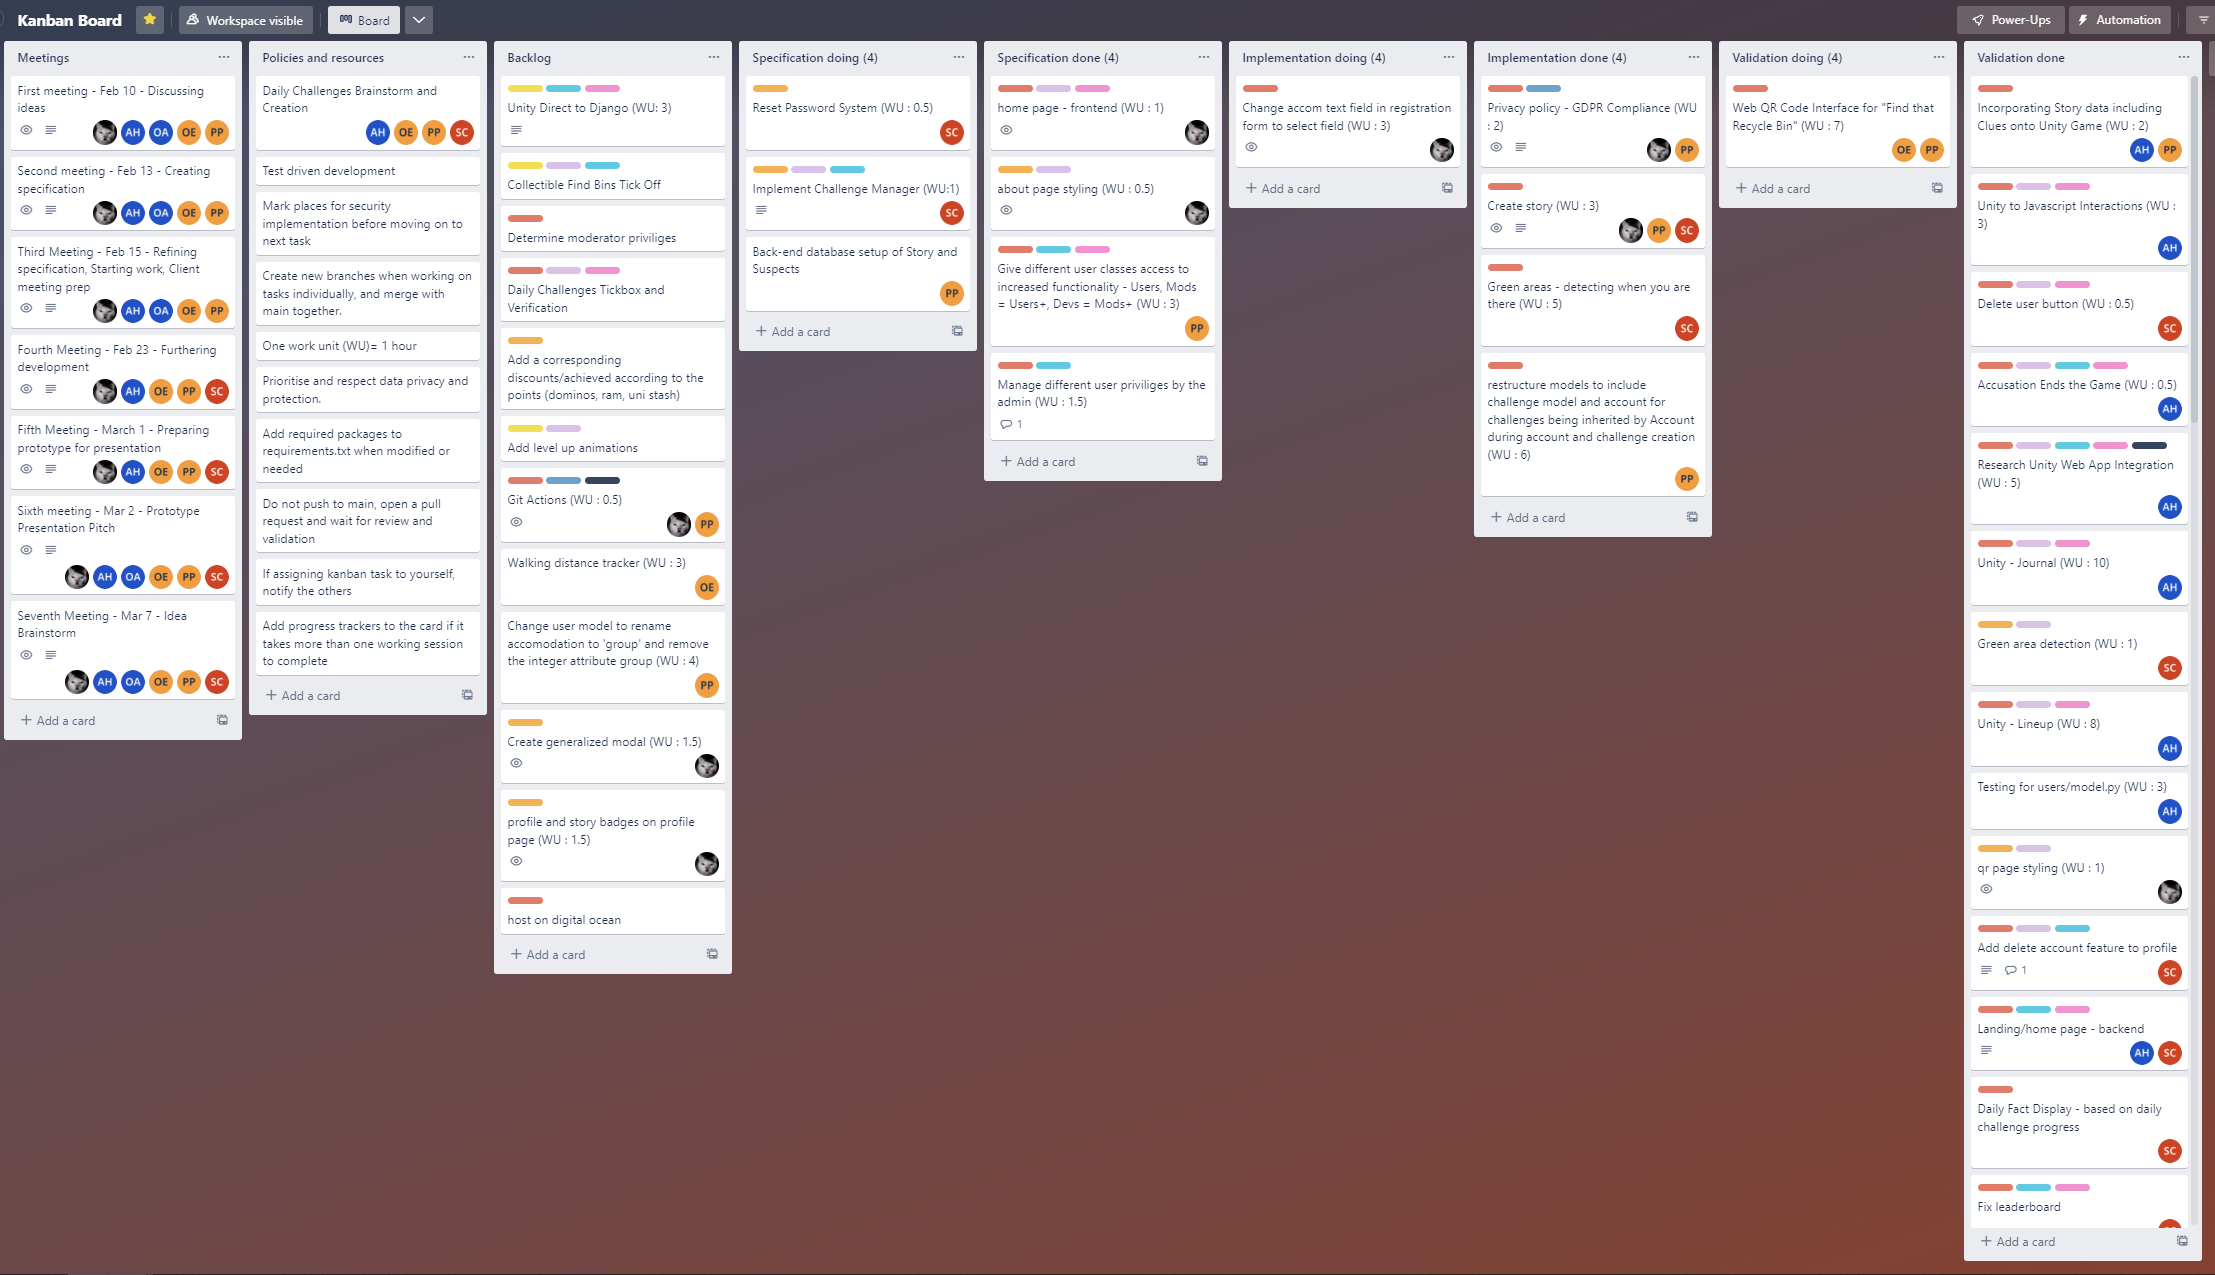 Kanban Board
Workspace visible
Board
Power-Ups
Automation
Meetings
First meeting - Feb 10 - Discussing
ideas
AH OA OE PP
Second meeting - Feb 13 - Creating
specification
AH OA OE PP
Third Meeting - Feb 15 - Refining
specification, Starting work, Client
meeting prep
AH OA OE PP
Fourth Meeting - Feb 23 - Furthering
development
AH OE PP SC
Fifth Meeting - March 1 - Preparing
prototype for presentation
AH OE PP SC
Sixth meeting - Mar 2 - Prototype
Presentation Pitch
AH OA OE PP SC
Seventh Meeting - Mar 7 - Idea
Brainstorm
AH OA OE PP SC
Add a card
Policies and resources
Daily Challenges Brainstorm and
Creation
AH OE PP SC
Test driven development
Mark places for security
implementation before moving on to
next task
Create new branches when working on
tasks individually, and merge with
main together.
One work unit (WU)= 1 hour
Prioritise and respect data privacy and
protection.
Add required packages to
requirements.txt when modified or
needed
Do not push to main, open a pull
request and wait for review and
validation
If assigning kanban task to yourself,
notify the others
Add progress trackers to the card if it
takes more than one working session
to complete
Add a card
Backlog
Unity Direct to Django (WU: 3)
Collectible Find Bins Tick Off
Determine moderator priviliges
Daily Challenges Tickbox and
Verification
Add a corresponding
discounts/achieved according to the
points (dominos, ram, uni stash)
Add level up animations
Git Actions (WU : 0.5)
PP
Walking distance tracker (WU : 3)
OE
Change user model to rename
accomodation to 'group' and remove
the integer attribute group (WU : 4)
PP
Create generalized modal (WU : 1.5)
profile and story badges on profile
page (WU : 1.5)
host on digital ocean
Add a card
Specification doing (4)
Reset Password System (WU : 0.5)
SC
Implement Challenge Manager (WU:1)
SC
Back-end database setup of Story and
Suspects
PP
Add a card
Specification done (4)
home page - frontend (WU : 1)
about page styling (WU : 0.5)
Give different user classes access to
increased functionality - Users, Mods
= Users+, Devs = Mods+ (WU : 3)
PP
Manage different user priviliges by the
admin (WU : 1.5)
1
Add a card
Implementation doing (4)
Change accom text field in registration
form to select field (WU : 3)
Add a card
Implementation done (4)
Privacy policy - GDPR Compliance (WU
: 2)
PP
Create story (WU : 3)
PP SC
Green areas - detecting when you are
there (WU : 5)
SC
restructure models to include
challenge model and account for
challenges being inherited by Account
during account and challenge creation
(WU : 6)
PP
Add a card
Validation doing (4)
Web QR Code Interface for "Find that
Recycle Bin" (WU : 7)
OE PP
Add a card
Validation done
Incorporating Story data including
Clues onto Unity Game (WU : 2)
AH PP
Unity to Javascript Interactions (WU :
3)
AH
Delete user button (WU : 0.5)
SC
Accusation Ends the Game (WU : 0.5)
AH
Research Unity Web App Integration
(WU : 5)
AH
Unity - Journal (WU : 10)
AH
Green area detection (WU : 1)
SC
Unity - Lineup (WU : 8)
AH
Testing for users/model.py (WU : 3)
AH
qr page styling (WU : 1)
Add delete account feature to profile
1
SC
Landing/home page - backend
AH SC
Daily Fact Display - based on daily
challenge progress
SC
Fix leaderboard
Add a card